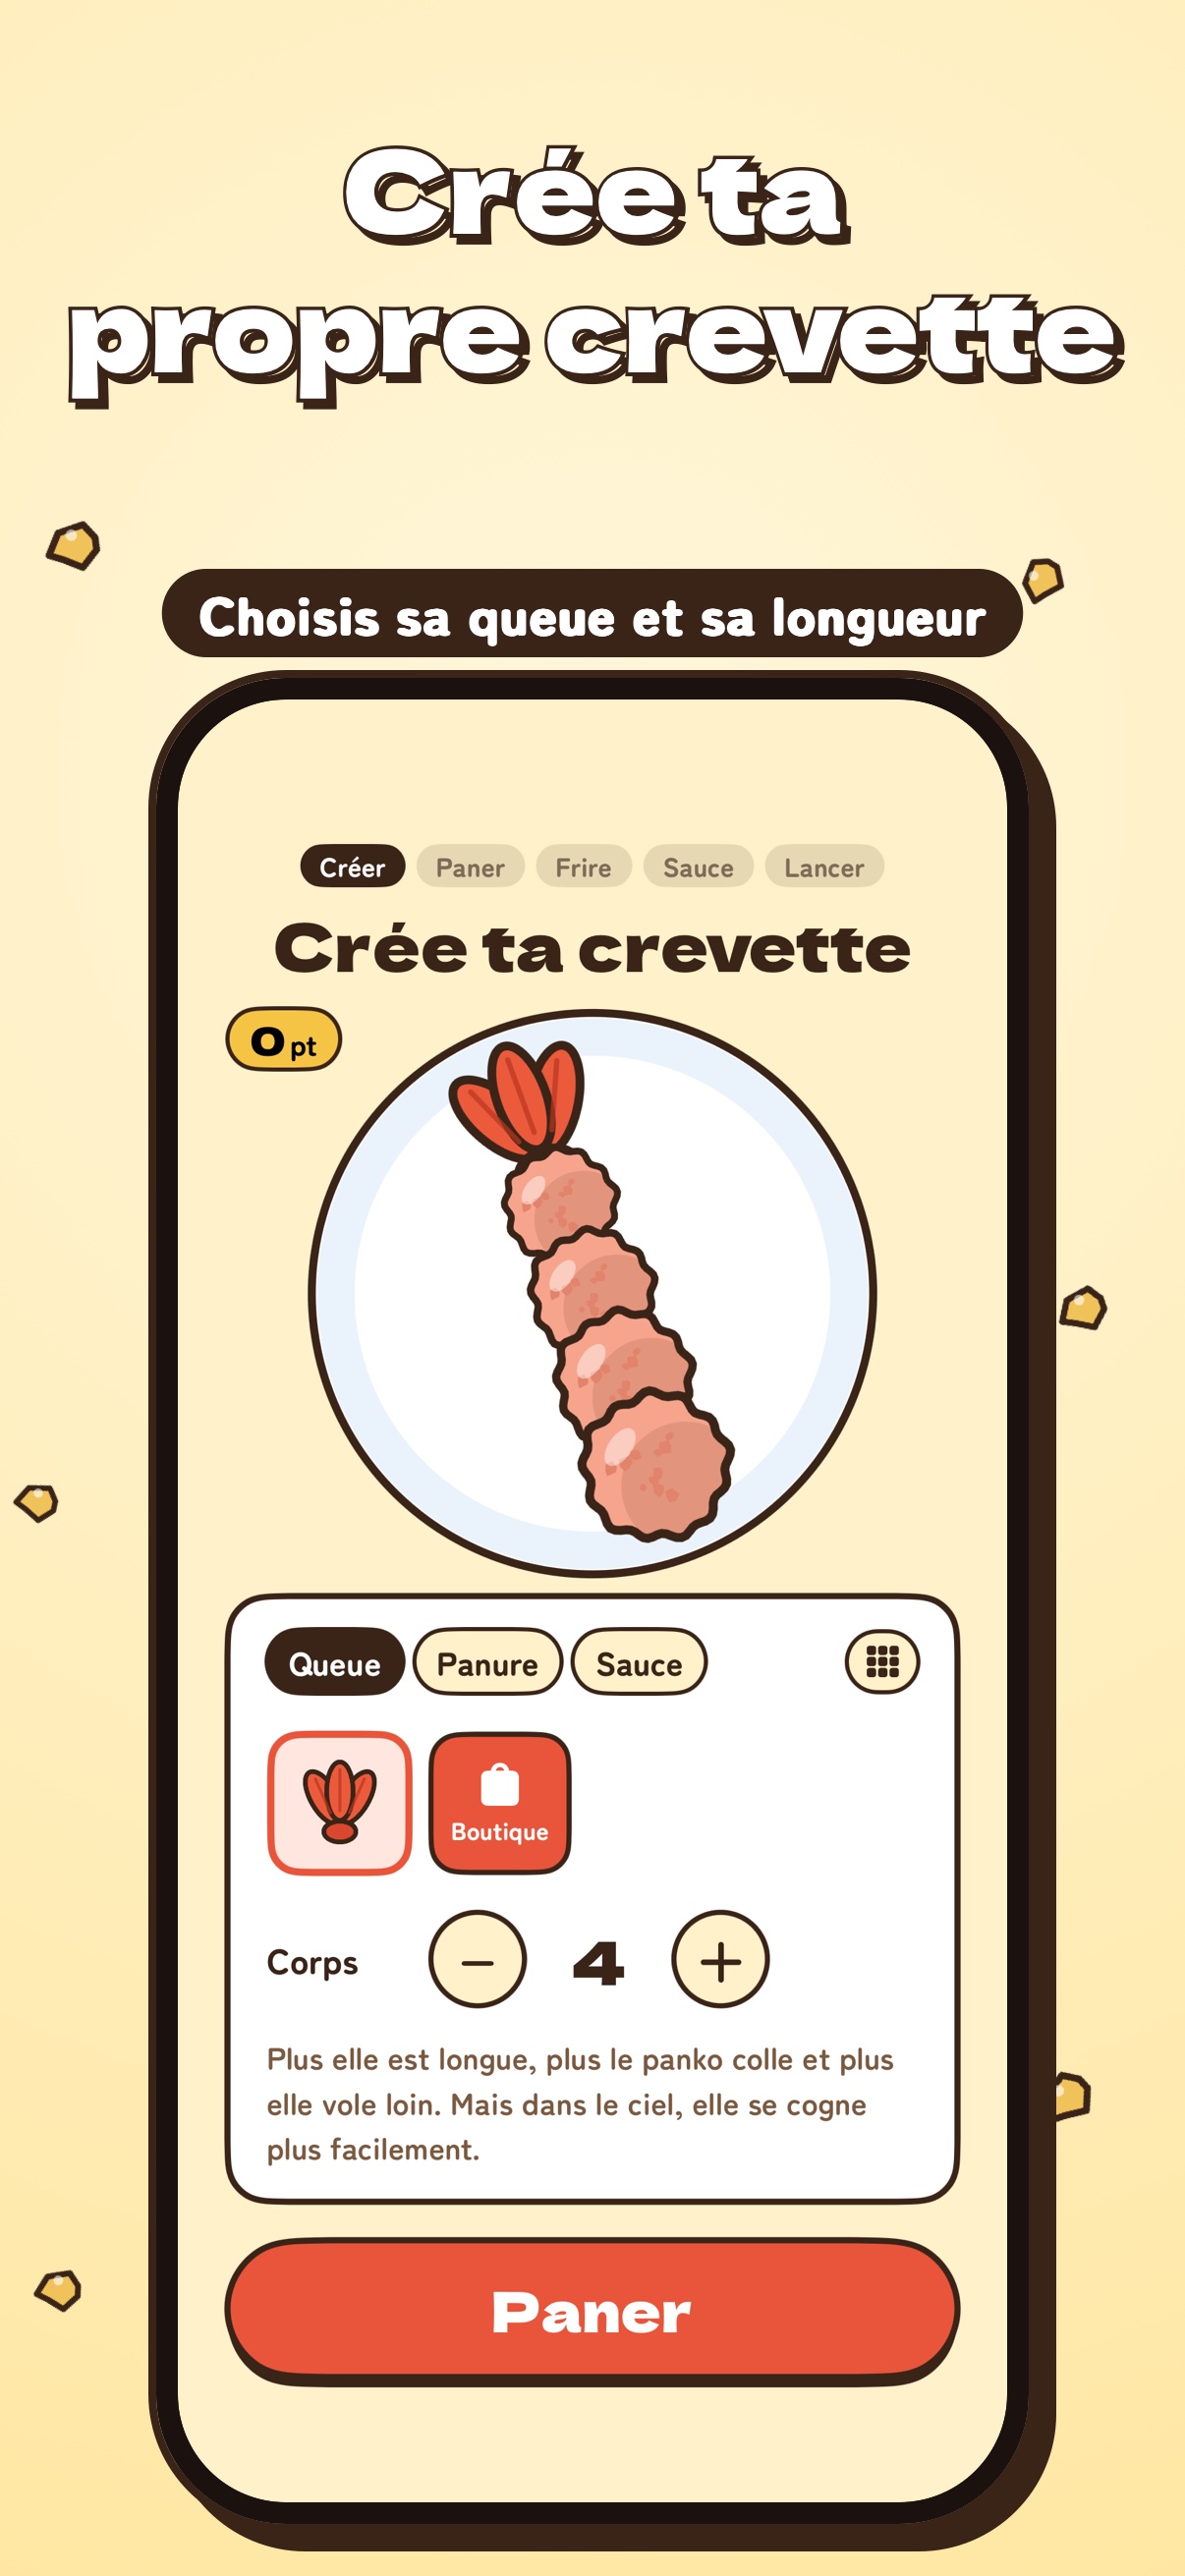 Crée ta
propre crevette
Choisis sa queue et sa longueur
Créer Paner Frire Sauce Lancer
Crée ta crevette
0 pt
Queue Panure Sauce
Boutique
Corps − 4 +
Plus elle est longue, plus le panko colle et plus
elle vole loin. Mais dans le ciel, elle se cogne
plus facilement.
Paner